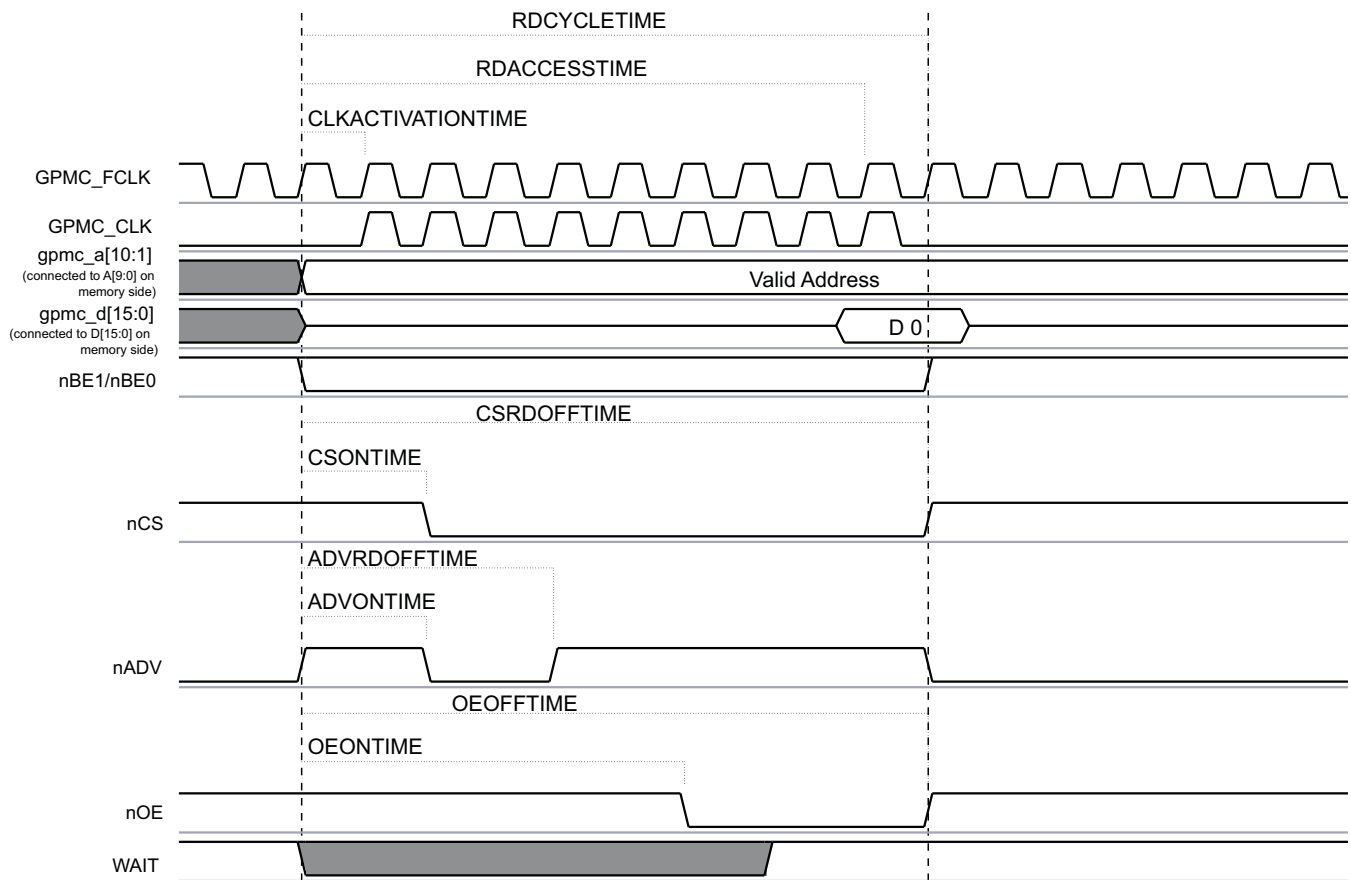 RDCYCLETIME
RDACCESSTIME
CLKACTIVATIONTIME
GPMC_FCLK
GPMC_CLK
gpmc_a[10:1]
(connected to A[9:0] on
memory side)
Valid Address
gpmc_d[15:0]
(connected to D[15:0] on
memory side)
D 0
nBE1/nBE0
CSRDOFFTIME
CSONTIME
nCS
ADVRDOFFTIME
ADVONTIME
nADV
OEOFFTIME
OEONTIME
nOE
WAIT